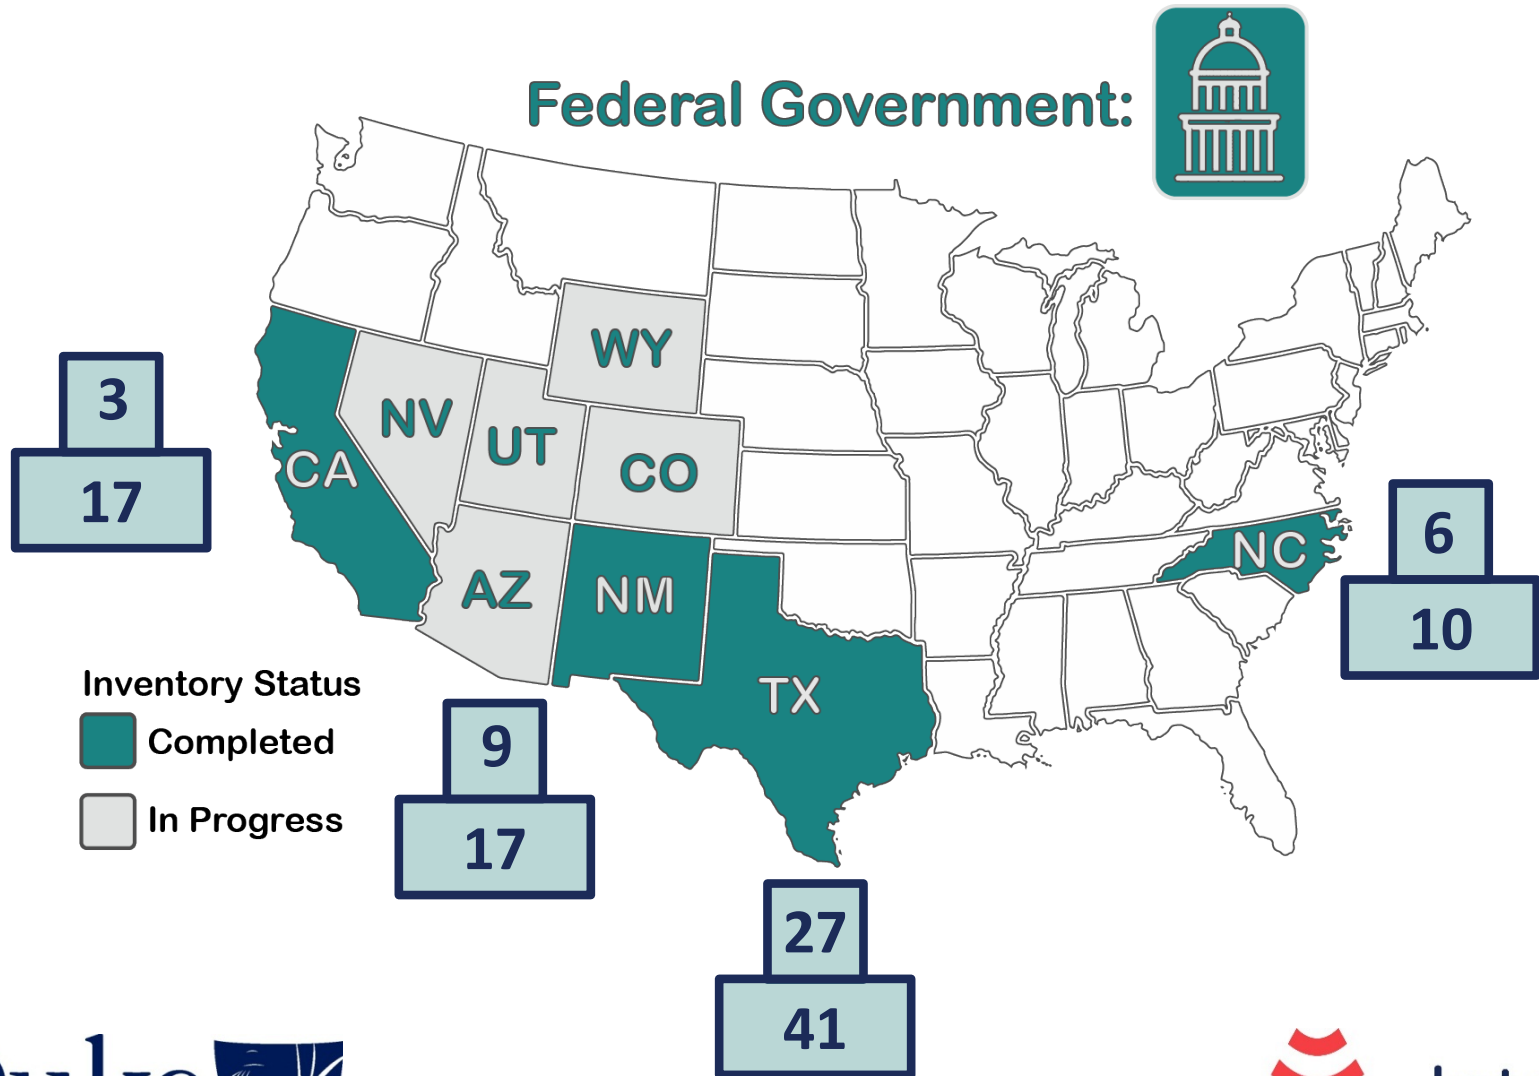 Federal Government:
WY
NV
UT
CO
CA
AZ
NM
NC
TX
3
17
6
10
Inventory Status
Completed
In Progress
9
17
27
41